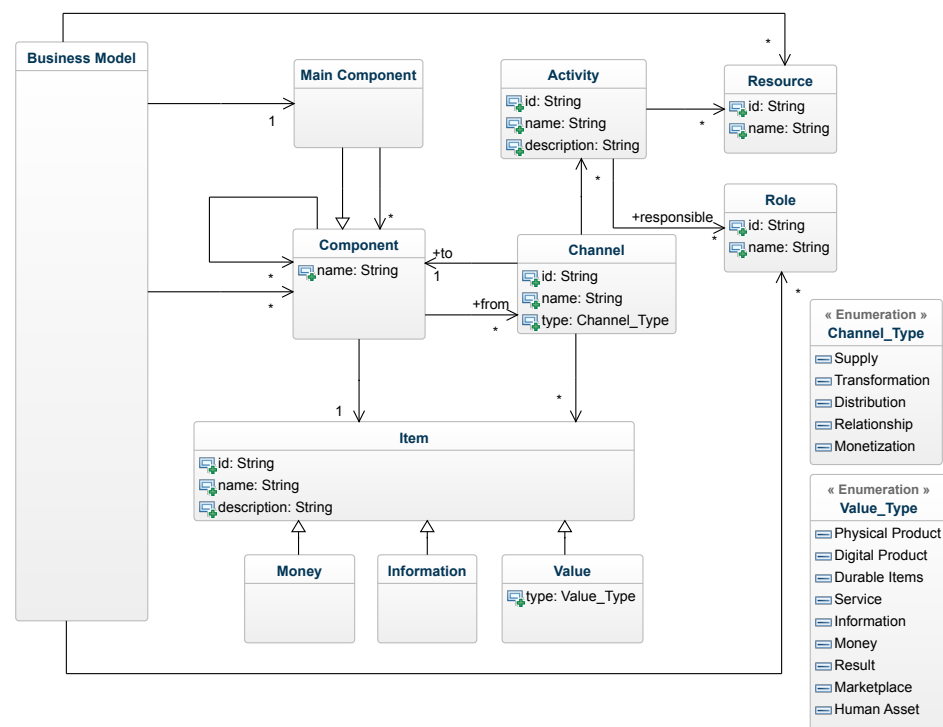 Business Model
Main Component
1
*
Activity
id: String
name: String
description: String
*
*
Resource
id: String
name: String
*
Role
id: String
name: String
+responsible
*
*
Component
name: String
*
*
+to
1
+from
*
Channel
id: String
name: String
type: Channel_Type
1
*
Item
id: String
name: String
description: String
Money
Information
Value
type: Value_Type
« Enumeration »
Channel_Type
Supply
Transformation
Distribution
Relationship
Monetization
« Enumeration »
Value_Type
Physical Product
Digital Product
Durable Items
Service
Information
Money
Result
Marketplace
Human Asset